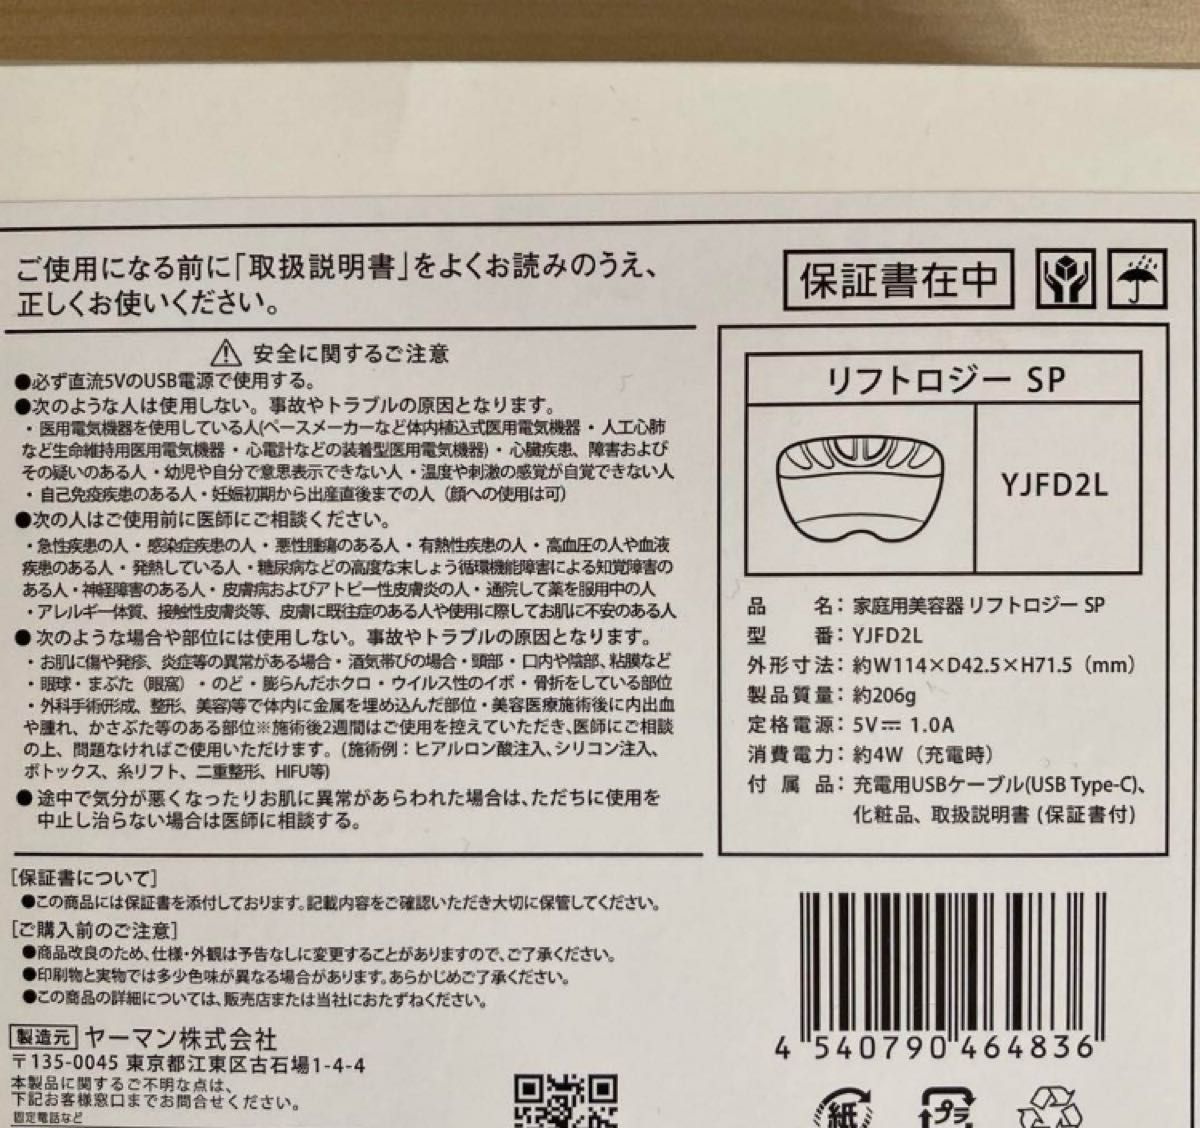 ご使用になる前に「取扱説明書」をよくお読みのうえ、
正しくお使いください。
安全に関するご注意
●必ず直流5VのUSB電源で使用する。
●次のような人は使用しない。事故やトラブルの原因となります。
・医用電気機器を使用している人(ペースメーカーなど体内植込式医用電気機器・人工心肺
など生命維持用医用電気機器・心電計などの装着型医用電気機器)・心臓疾患、障害および
その疑いのある人・幼児や自分で意思表示できない人・温度や刺激の感覚が自覚できない人
・自己免疫疾患のある人・妊娠初期から出産直後までの人（顔への使用は可）
●次の人はご使用前に医師にご相談ください。
・急性疾患の人・感染症疾患の人・悪性腫瘍のある人・有熱性疾患の人・高血圧の人や血液
疾患のある人・発熱している人・糖尿病などの高度な末しょう循環機能障害による知覚障害の
ある人・神経障害のある人・皮膚病およびアトピー性皮膚炎の人・通院して薬を服用中の人
・アレルギー体質、接触性皮膚炎等、皮膚に既往症のある人や使用に際してお肌に不安のある人
●次のような場合や部位には使用しない。事故やトラブルの原因となります。
・お肌に傷や発疹、炎症等の異常がある場合・酒気帯びの場合・頭部・口内や陰部、粘膜など
・眼球・まぶた（眼窩）・のど・膨らんだホクロ・ウイルス性のイボ・骨折をしている部位
・外科手術(形成、整形、美容)等で体内に金属を埋め込んだ部位・美容医療施術後に内出血
や腫れ、かさぶた等のある部位※施術後2週間はご使用を控えていただき、医師にご相談
の上、問題なければご使用いただけます。(施術例：ヒアルロン酸注入、シリコン注入、
ボトックス、糸リフト、二重整形、HIFU等)
●途中で気分が悪くなったりお肌に異常があらわれた場合は、ただちに使用を
中止し治らない場合は医師に相談する。
[保証書について]
●この商品には保証書を添付しております。記載内容をご確認いただき大切に保管してください。
[ご購入前のご注意]
●商品改良のため、仕様・外観は予告なしに変更することがありますので、ご了承ください。
●印刷物と実物では多少色味が異なる場合があります。あらかじめご了承ください。
●この商品の詳細については、販売店または当社におたずねください。
製造元 ヤーマン株式会社
〒135-0045 東京都江東区古石場1-4-4
本製品に関するご不明な点は、
下記お客様窓口までお問合せください。
固定電話など
保証書在中
リフトロジー SP
YJFD2L
品名：家庭用美容器 リフトロジー SP
型番：YJFD2L
外形寸法：約W114×D42.5×H71.5（mm）
製品質量：約206g
定格電源：5V⎓ 1.0A
消費電力：約4W（充電時）
付属品：充電用USBケーブル(USB Type-C)、
化粧品、取扱説明書 (保証書付)
4 540790 464836
紙 プラ